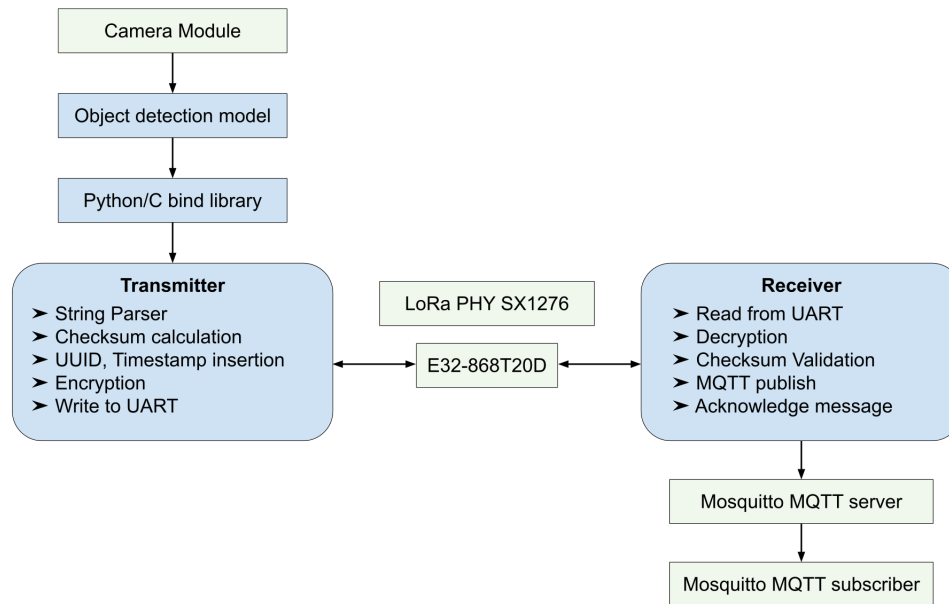 Camera Module
Object detection model
Python/C bind library
Transmitter
➤ String Parser
➤ Checksum calculation
➤ UUID, Timestamp insertion
➤ Encryption
➤ Write to UART
LoRa PHY SX1276
E32-868T20D
Receiver
➤ Read from UART
➤ Decryption
➤ Checksum Validation
➤ MQTT publish
➤ Acknowledge message
Mosquitto MQTT server
Mosquitto MQTT subscriber